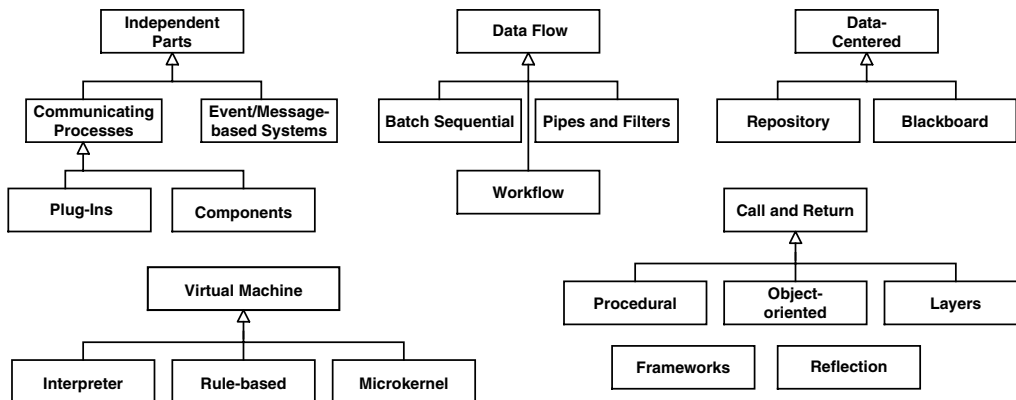 Independent
Parts
Communicating
Processes
Event/Message-
based Systems
Plug-Ins
Components
Data Flow
Batch Sequential
Pipes and Filters
Workflow
Data-
Centered
Repository
Blackboard
Virtual Machine
Interpreter
Rule-based
Microkernel
Call and Return
Procedural
Object-
oriented
Layers
Frameworks
Reflection